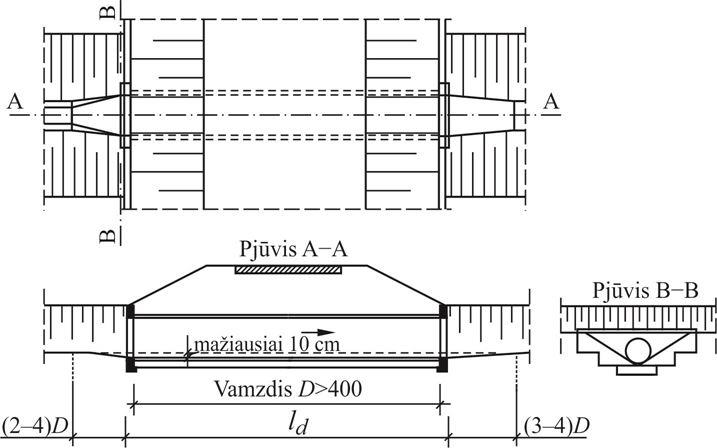 B
A
A
B
Pjūvis A–A
Pjūvis B–B
mažiausiai 10 cm
Vamzdis D>400
(2–4)D
l_d
(3–4)D